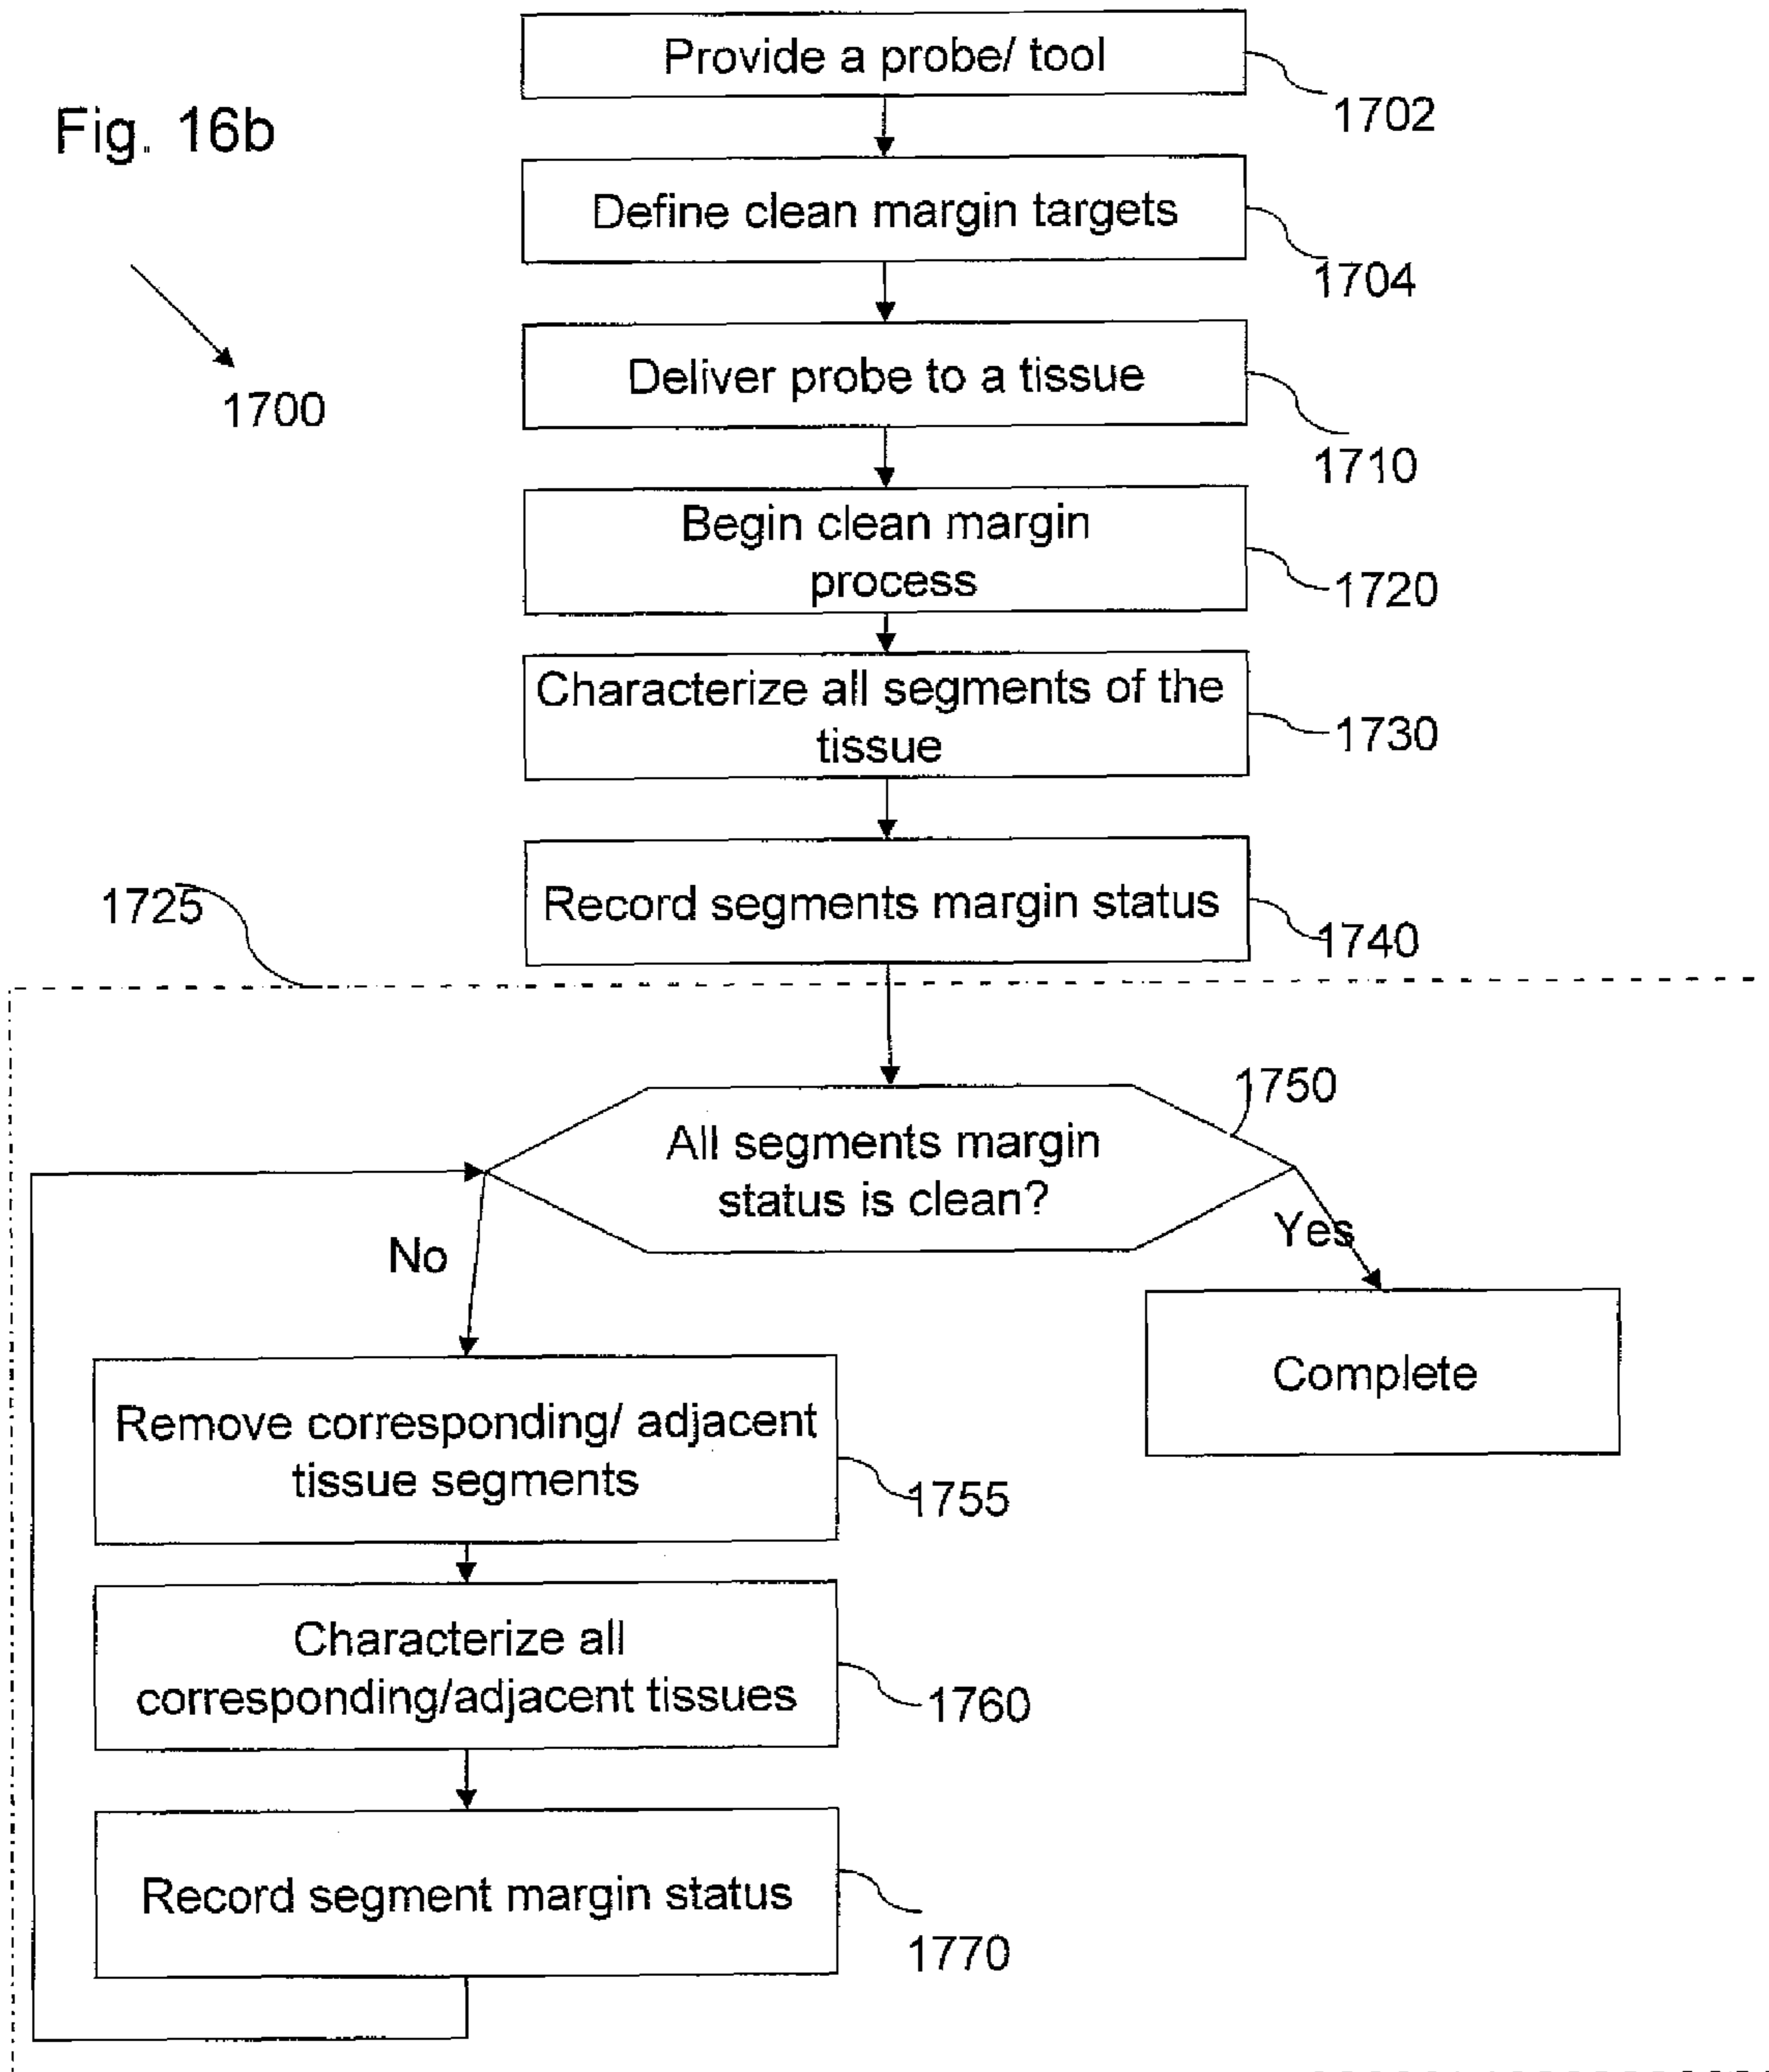 Provide a probe/ tool
1702
Fig. 16b
Define clean margin targets
1704
Deliver probe to a tissue
1700
1710
Begin clean margin
process
1720
Characterize all segments of the
tissue
1730
1725
Record segments margin status
1740
1750
All segments margin
status is clean?
No
Yes
Complete
Remove corresponding/ adjacent
tissue segments
1755
Characterize all
corresponding/adjacent tissues
1760
Record segment margin status
1770